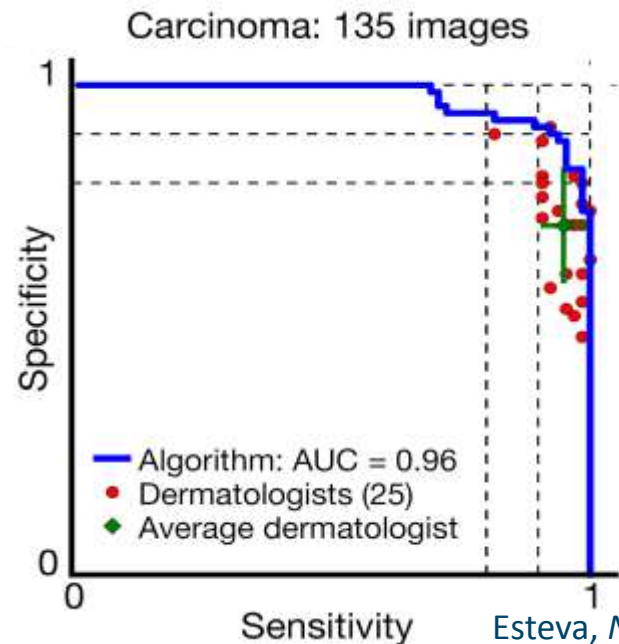 Carcinoma: 135 images
1
Specificity
Algorithm: AUC = 0.96
Dermatologists (25)
Average dermatologist
0
0
1
Sensitivity
Esteva,